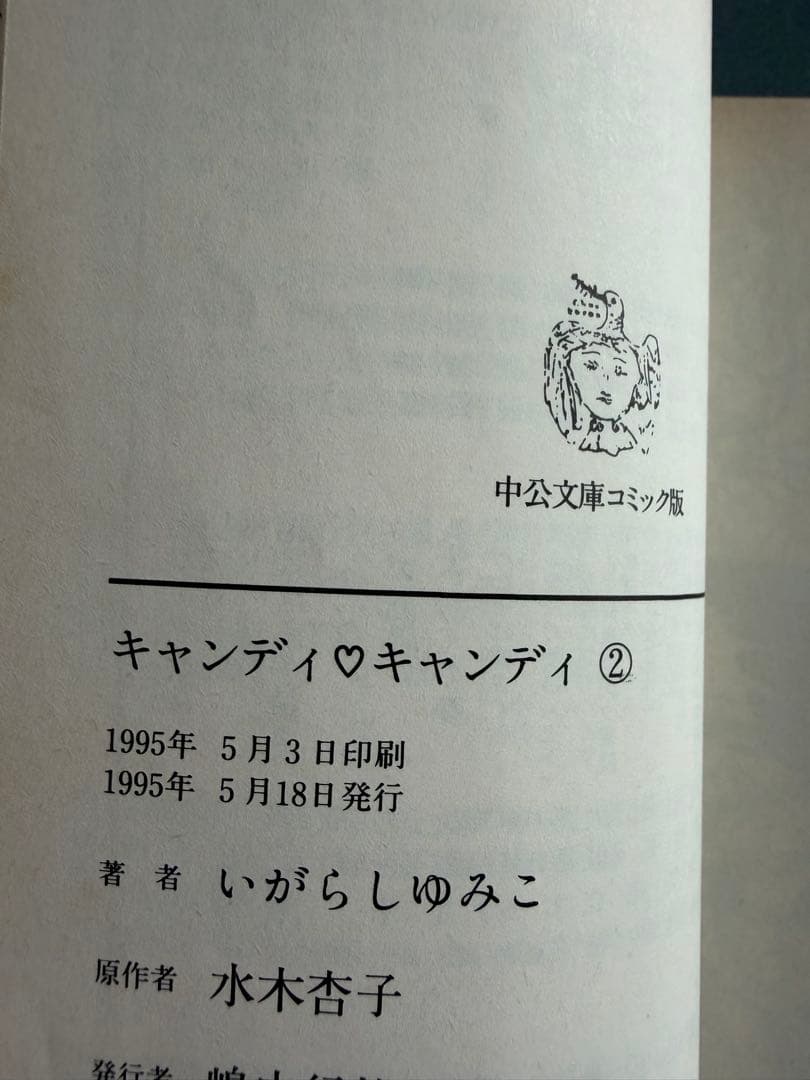 中公文庫コミック版
キャンディ♡キャンディ ②
1995年 5月3日印刷
1995年 5月18日発行
著者 いがらしゆみこ
原作者 水木杏子
発行者